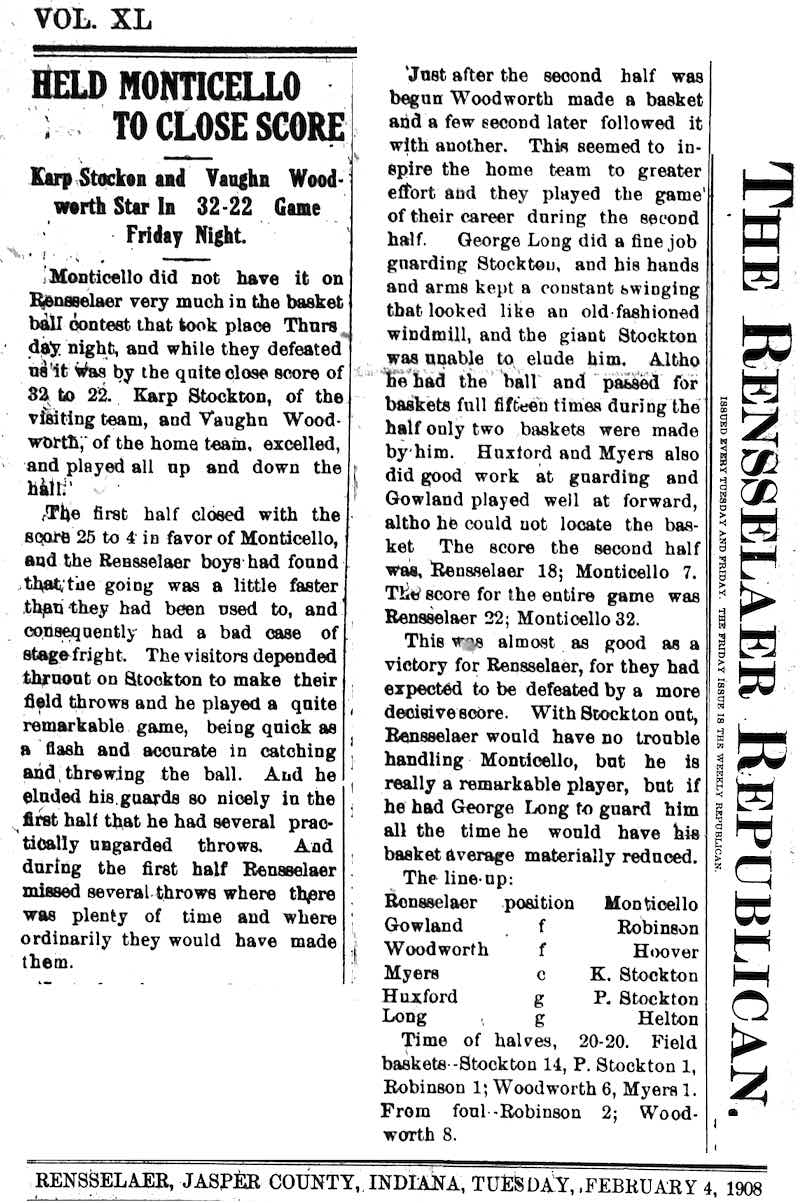 VOL. XL
HELD MONTICELLO
TO CLOSE SCORE
Karp Stocken and Vaughn Wood-
worth Star In 32-22 Game
Friday Night.
Monticello did not have it on
Rensselaer very much in the basket
ball contest that took place Thurs
day night, and while they defeated
us it was by the quite close score of
32 to 22. Karp Stockton, of the
visiting team, and Vaughn Wood-
worth, of the home team, excelled,
and played all up and down the
hall.
The first half closed with the
score 25 to 4 in favor of Monticello,
and the Rensselaer boys had found
that the going was a little faster
than they had been used to, and
consequently had a bad case of
stage fright. The visitors depended
thruout on Stockton to make their
field throws and he played a quite
remarkable game, being quick as
a flash and accurate in catching
and throwing the ball. And he
eluded his guards so nicely in the
first half that he had several prac-
tically ungarded throws. And
during the first half Rensselaer
missed several throws where there
was plenty of time and where
ordinarily they would have made
them.
Just after the second half was
begun Woodworth made a basket
and a few second later followed it
with another. This seemed to in-
spire the home team to greater
effort and they played the game
of their career during the second
half. George Long did a fine job
guarding Stockton, and his hands
and arms kept a constant swinging
that looked like an old-fashioned
windmill, and the giant Stockton
was unable to elude him. Altho
he had the ball and passed for
baskets full fifteen times during the
half only two baskets were made
by him. Huxford and Myers also
did good work at guarding and
Gowland played well at forward,
altho he could not locate the bas-
ket The score the second half
was, Rensselaer 18; Monticello 7.
The score for the entire game was
Rensselaer 22; Monticello 32.
This was almost as good as a
victory for Rensselaer, for they had
expected to be defeated by a more
decisive score. With Stockton out,
Rensselaer would have no trouble
handling Monticello, but he is
really a remarkable player, but if
he had George Long to guard him
all the time he would have his
basket average materially reduced.
The line-up:
Rensselaer position Monticello
Gowland f Robinson
Woodworth f Hoover
Myers c K. Stockton
Huxford g P. Stockton
Long g Helton
Time of halves, 20-20. Field
baskets--Stockton 14, P. Stockton 1,
Robinson 1; Woodworth 6, Myers 1.
From foul--Robinson 2; Wood-
worth 8.
THE RENSSELAER REPUBLICAN.
ISSUED EVERY TUESDAY AND FRIDAY. THE FRIDAY ISSUE IS THE WEEKLY REPUBLICAN.
RENSSELAER, JASPER COUNTY, INDIANA, TUESDAY, FEBRUARY 4, 1908